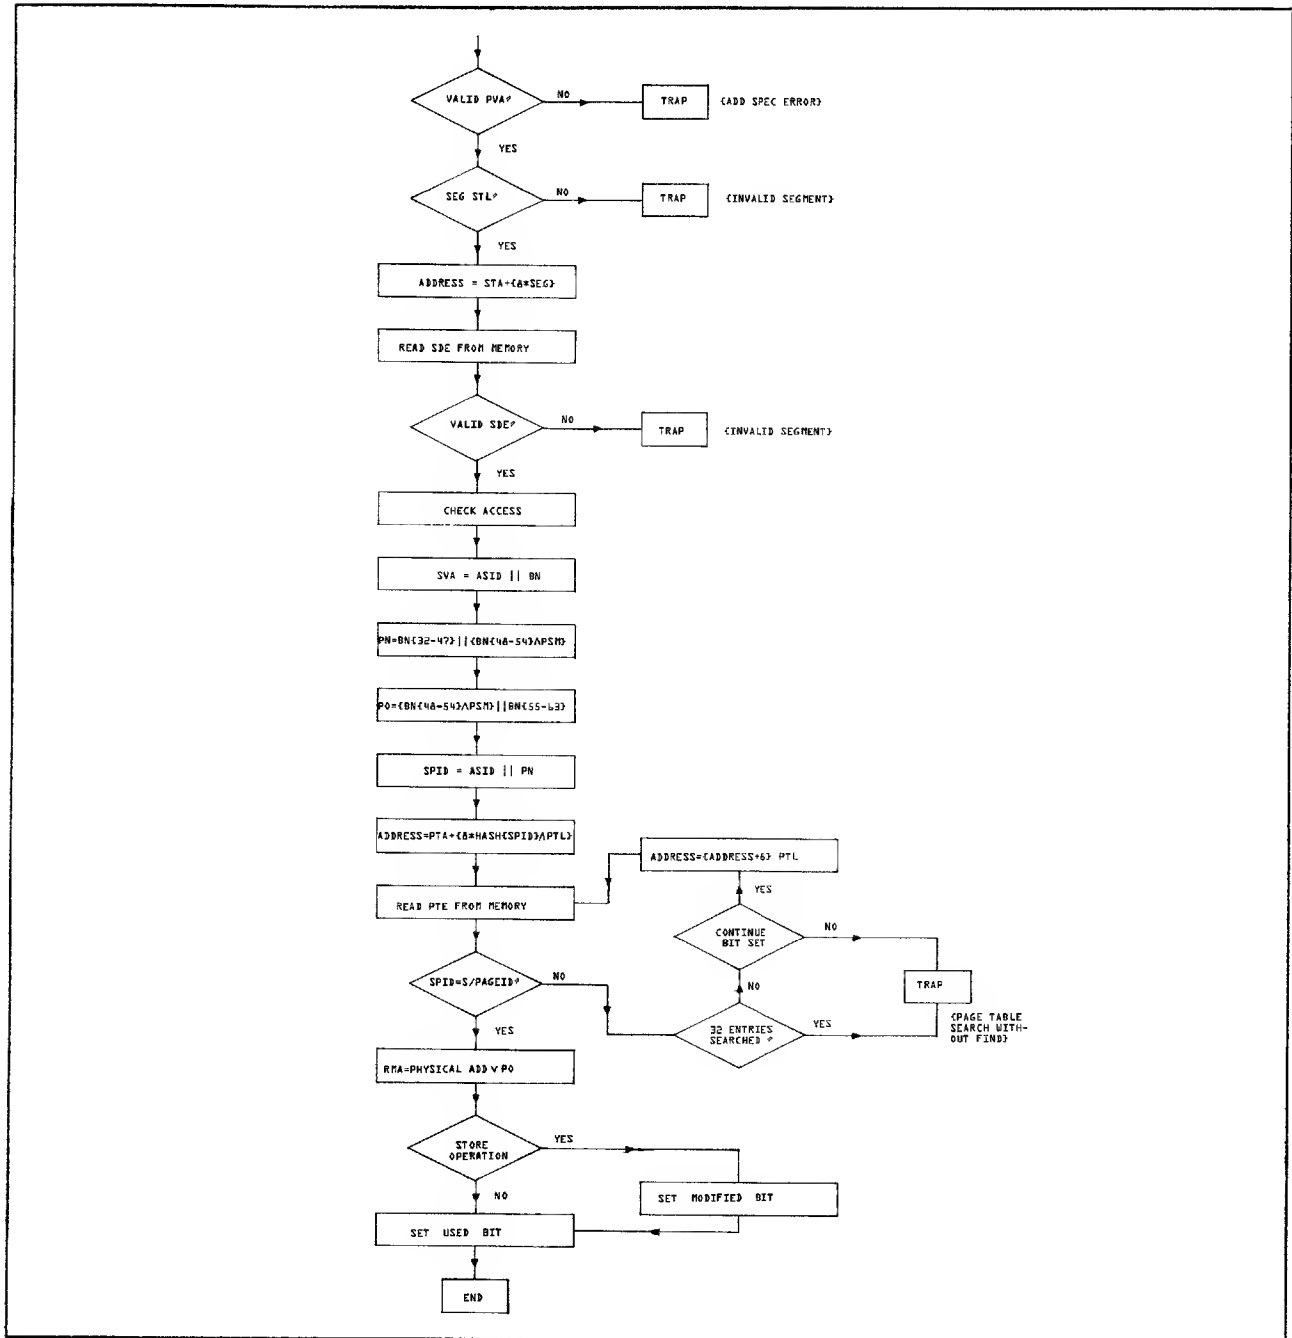 VALID PVA?
NO
TRAP
{ADD SPEC ERROR}
YES
SEG STL?
NO
TRAP
{INVALID SEGMENT}
YES
ADDRESS = STA+{8*SEG}
READ SDE FROM MEMORY
VALID SDE?
NO
TRAP
{INVALID SEGMENT}
YES
CHECK ACCESS
SVA = ASID || BN
PN=BN{32-47}||{BN{48-54}∧PSM}
PO={BN{48-54}∧PSM}||BN{55-63}
SPID = ASID || PN
ADDRESS=PTA+{8*HASH{SPID}∧PTL}
ADDRESS={ADDRESS+6} PTL
READ PTE FROM MEMORY
YES
CONTINUE
BIT SET
NO
SPID=S/PAGEID?
NO
NO
TRAP
YES
32 ENTRIES
SEARCHED ?
YES
{PAGE TABLE
SEARCH WITH-
OUT FIND}
RMA=PHYSICAL ADD ∨ PO
STORE
OPERATION
YES
NO
SET MODIFIED BIT
SET USED BIT
END